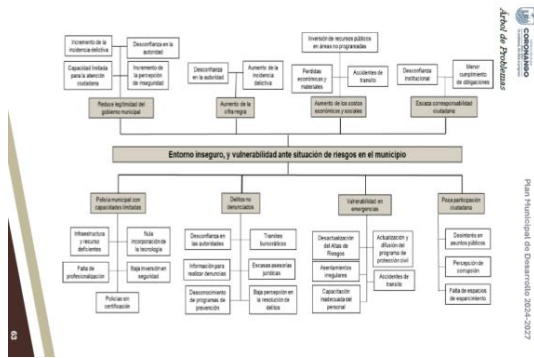 CORONANGO
Árbol de Problemas
Plan Municipal de Desarrollo 2024-2027
Incremento de la
incidencia delictiva
Desconfianza en la
autoridad
Capacidad limitada
para la atención
ciudadana
Incremento de
la percepción
de inseguridad
Reduce legitimidad del
gobierno municipal
Desconfianza
en la autoridad
Aumento de la
incidencia
delictiva
Aumento de la
cifra negra
Inversión de recursos públicos
en áreas no programadas
Perdidas
económicas y
materiales
Accidentes de
transito
Aumento de los costos
económicos y sociales
Desconfianza
institucional
Menor
cumplimiento
de obligaciones
Escaza corresponsabilidad
ciudadana
Entorno inseguro, y vulnerabilidad ante situación de riesgos en el municipio
Policía municipal con
capacidades limitadas
Infraestructura
y recurso
deficientes
Nula
incorporación de
la tecnología
Falta de
profesionalización
Baja inversión en
seguridad
Policías sin
certificación
Delitos no
denunciados
Desconfianza en
las autoridades
Tramites
burocráticos
Información para
realizar denuncias
Escasas asesorías
jurídicas
Desconocimiento
de programas de
prevención
Baja percepción en
la resolución de
delitos
Vulnerabilidad en
emergencias
Desactualización
del Atlas de
Riesgos
Actualización y
difusión del
programa de
protección civil
Asentamientos
irregulares
Accidentes de
transito
Capacitación
inadecuada del
personal
Poca participación
ciudadana
Desinterés en
asuntos públicos
Percepción de
corrupción
Falta de espacios
de esparcimiento
63